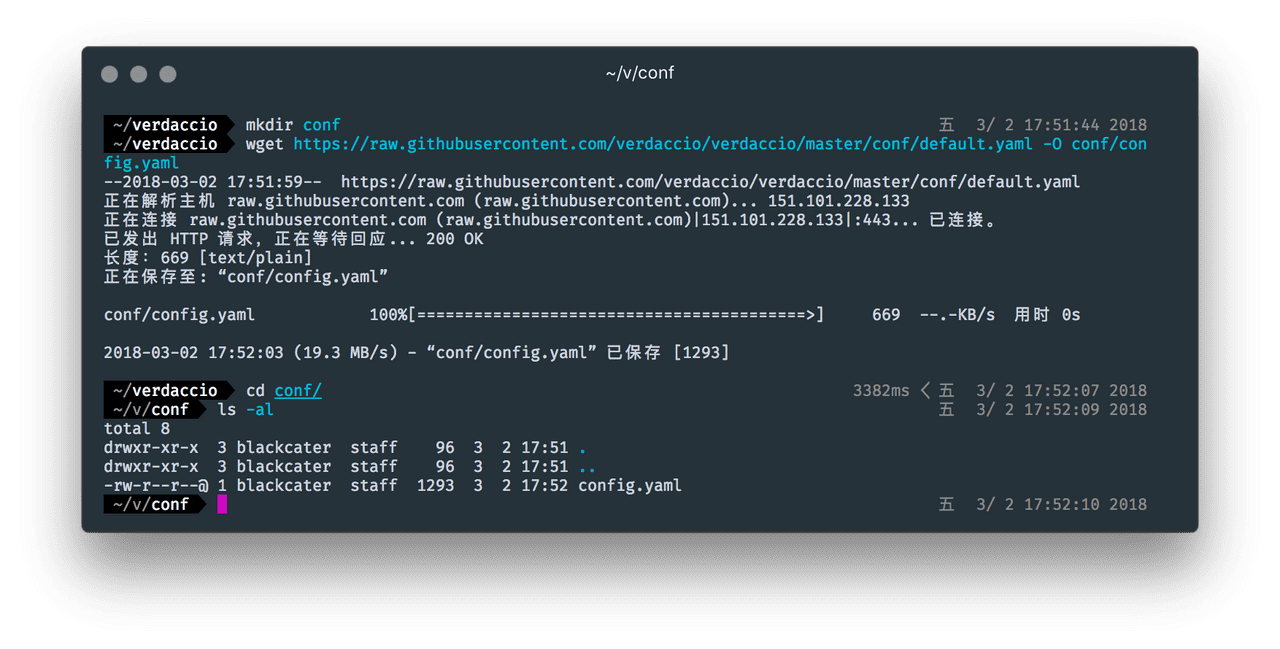 ~/v/conf
~/verdaccio mkdir conf 五 3/ 2 17:51:44 2018
~/verdaccio wget https://raw.githubusercontent.com/verdaccio/verdaccio/master/conf/default.yaml -O conf/con
fig.yaml
--2018-03-02 17:51:59-- https://raw.githubusercontent.com/verdaccio/verdaccio/master/conf/default.yaml
正在解析主机 raw.githubusercontent.com (raw.githubusercontent.com)... 151.101.228.133
正在连接 raw.githubusercontent.com (raw.githubusercontent.com)|151.101.228.133|:443... 已连接。
已发出 HTTP 请求，正在等待回应... 200 OK
长度：669 [text/plain]
正在保存至: “conf/config.yaml”
conf/config.yaml 100%[=========================================>] 669 --.-KB/s 用时 0s
2018-03-02 17:52:03 (19.3 MB/s) - “conf/config.yaml” 已保存 [1293]
~/verdaccio cd conf/ 3382ms < 五 3/ 2 17:52:07 2018
~/v/conf ls -al 五 3/ 2 17:52:09 2018
total 8
drwxr-xr-x 3 blackcater staff 96 3 2 17:51 .
drwxr-xr-x 3 blackcater staff 96 3 2 17:51 ..
-rw-r--r--@ 1 blackcater staff 1293 3 2 17:52 config.yaml
~/v/conf 五 3/ 2 17:52:10 2018